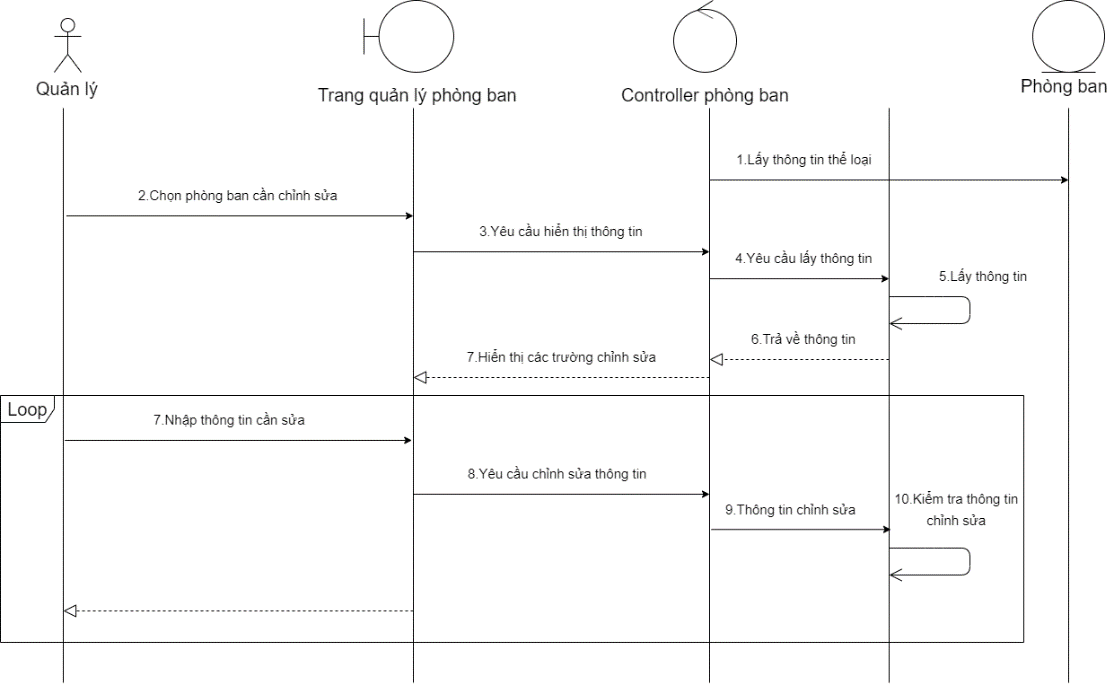 Quản lý
Trang quản lý phòng ban
Controller phòng ban
Phòng ban
1.Lấy thông tin thể loại
2.Chọn phòng ban cần chỉnh sửa
3.Yêu cầu hiển thị thông tin
4.Yêu cầu lấy thông tin
5.Lấy thông tin
6.Trả về thông tin
7.Hiển thị các trường chỉnh sửa
Loop
7.Nhập thông tin cần sửa
8.Yêu cầu chỉnh sửa thông tin
9.Thông tin chỉnh sửa
10.Kiểm tra thông tin
chỉnh sửa